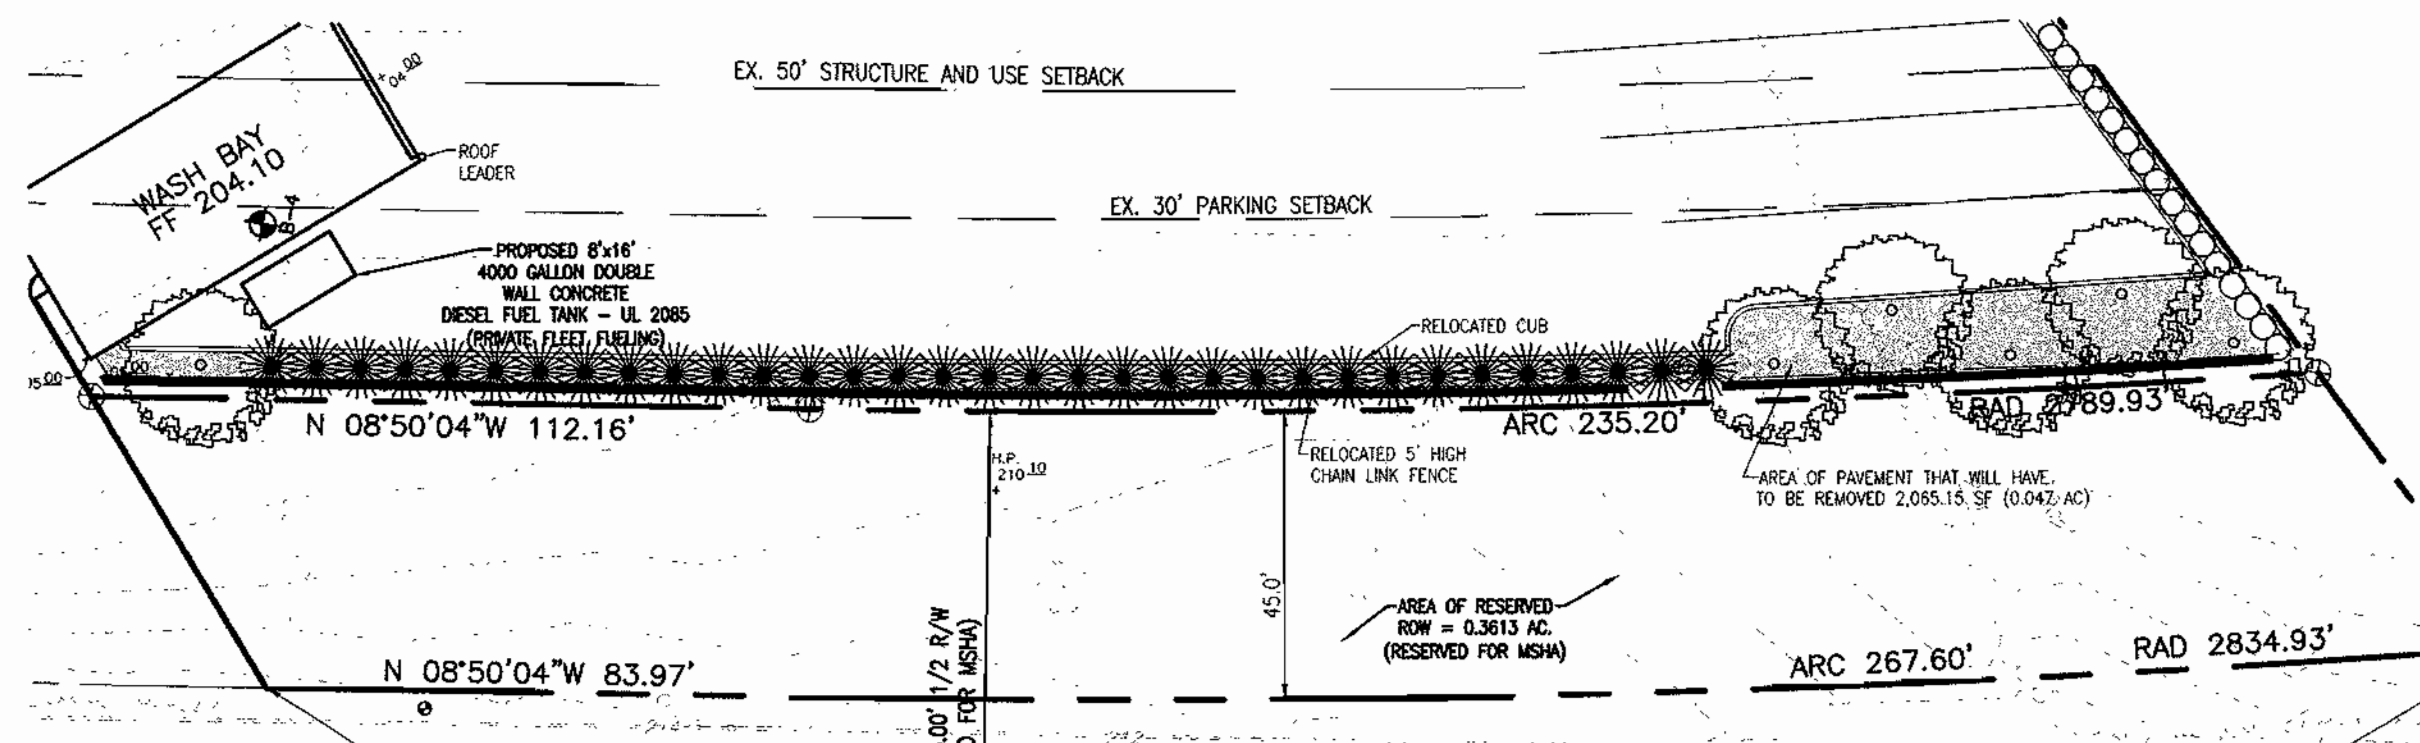 EX. 50' STRUCTURE AND USE SETBACK
04.00
ROOF
LEADER
WASH BAY
FF 204.10
B-4
EX. 30' PARKING SETBACK
PROPOSED 8'x16'
4000 GALLON DOUBLE
WALL CONCRETE
DIESEL FUEL TANK – UL 2085
(PRIVATE FLEET FUELING)
RELOCATED CUB
N 08°50'04"W 112.16'
ARC 235.20'
RAD 2789.93'
H.P.
210.10
RELOCATED 5' HIGH
CHAIN LINK FENCE
AREA OF PAVEMENT THAT WILL HAVE
TO BE REMOVED 2,065.15 SF (0.047 AC)
45.0'
AREA OF RESERVED
ROW = 0.3613 AC.
(RESERVED FOR MSHA)
N 08°50'04"W 83.97'
.00' 1/2 R/W
FOR MSHA)
ARC 267.60'
RAD 2834.93'